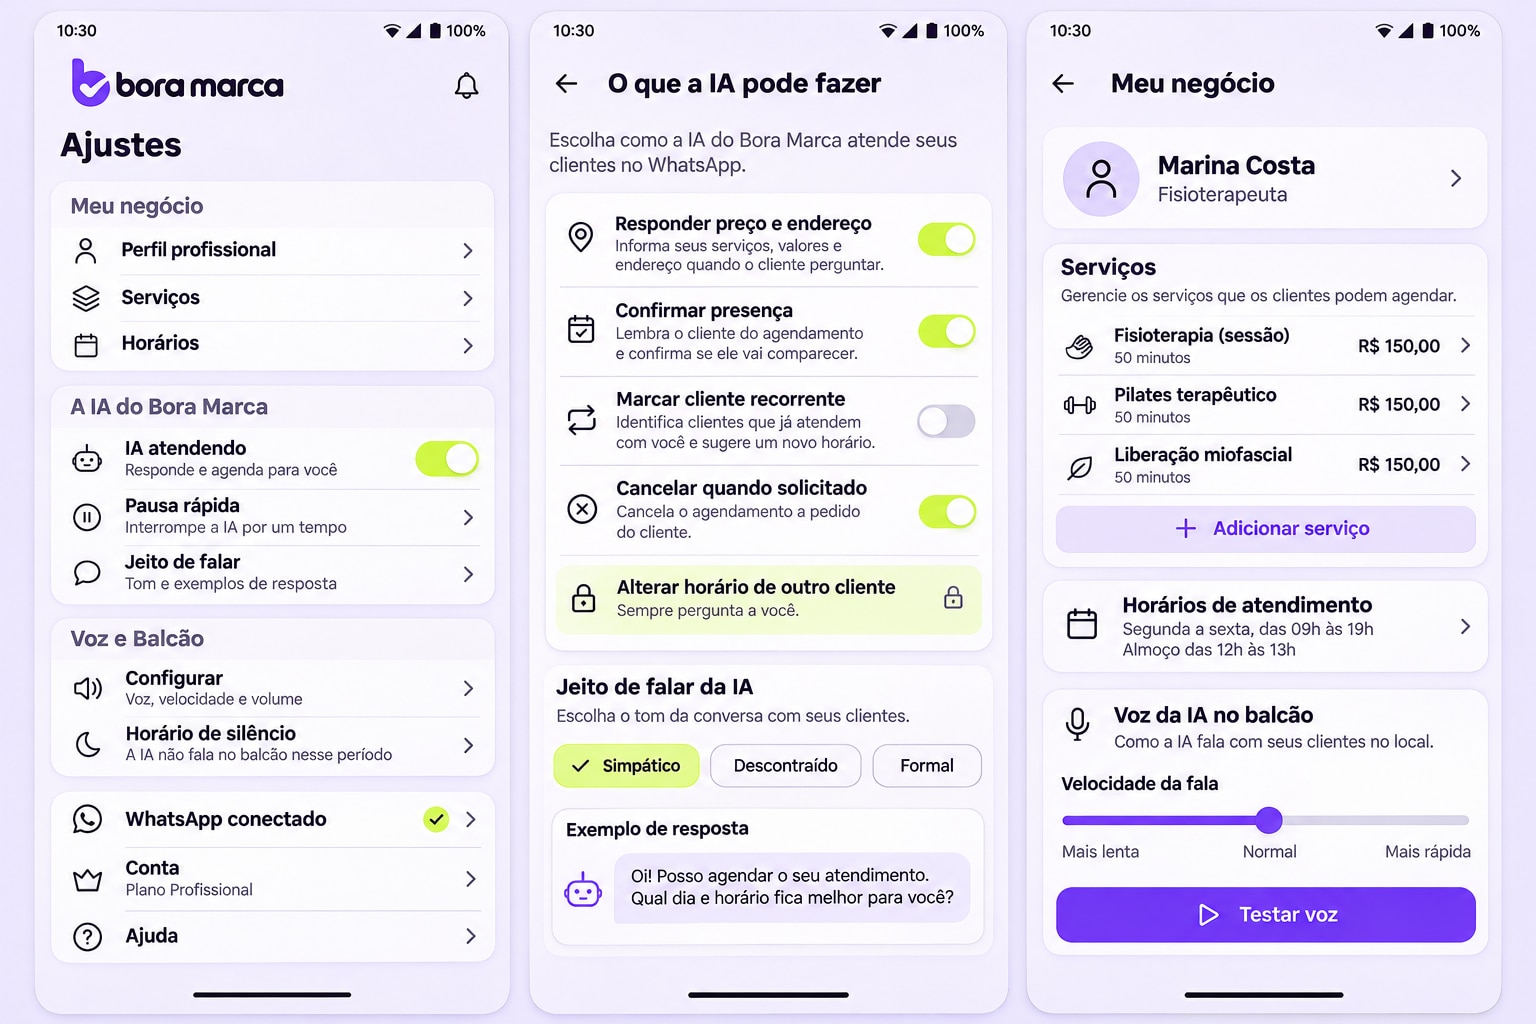 10:30
100%
bora marca
Ajustes
Meu negócio
Perfil profissional
Serviços
Horários
A IA do Bora Marca
IA atendendo
Responde e agenda para você
Pausa rápida
Interrompe a IA por um tempo
Jeito de falar
Tom e exemplos de resposta
Voz e Balcão
Configurar
Voz, velocidade e volume
Horário de silêncio
A IA não fala no balcão nesse período
WhatsApp conectado
Conta
Plano Profissional
Ajuda
10:30
100%
O que a IA pode fazer
Escolha como a IA do Bora Marca atende seus
clientes no WhatsApp.
Responder preço e endereço
Informa seus serviços, valores e
endereço quando o cliente perguntar.
Confirmar presença
Lembra o cliente do agendamento
e confirma se ele vai comparecer.
Marcar cliente recorrente
Identifica clientes que já atendem
com você e sugere um novo horário.
Cancelar quando solicitado
Cancela o agendamento a pedido
do cliente.
Alterar horário de outro cliente
Sempre pergunta a você.
Jeito de falar da IA
Escolha o tom da conversa com seus clientes.
Simpático
Descontraído
Formal
Exemplo de resposta
Oi! Posso agendar o seu atendimento.
Qual dia e horário fica melhor para você?
10:30
100%
Meu negócio
Marina Costa
Fisioterapeuta
Serviços
Gerencie os serviços que os clientes podem agendar.
Fisioterapia (sessão)
50 minutos
R$ 150,00
Pilates terapêutico
50 minutos
R$ 150,00
Liberação miofascial
50 minutos
R$ 150,00
+ Adicionar serviço
Horários de atendimento
Segunda a sexta, das 09h às 19h
Almoço das 12h às 13h
Voz da IA no balcão
Como a IA fala com seus clientes no local.
Velocidade da fala
Mais lenta
Normal
Mais rápida
Testar voz